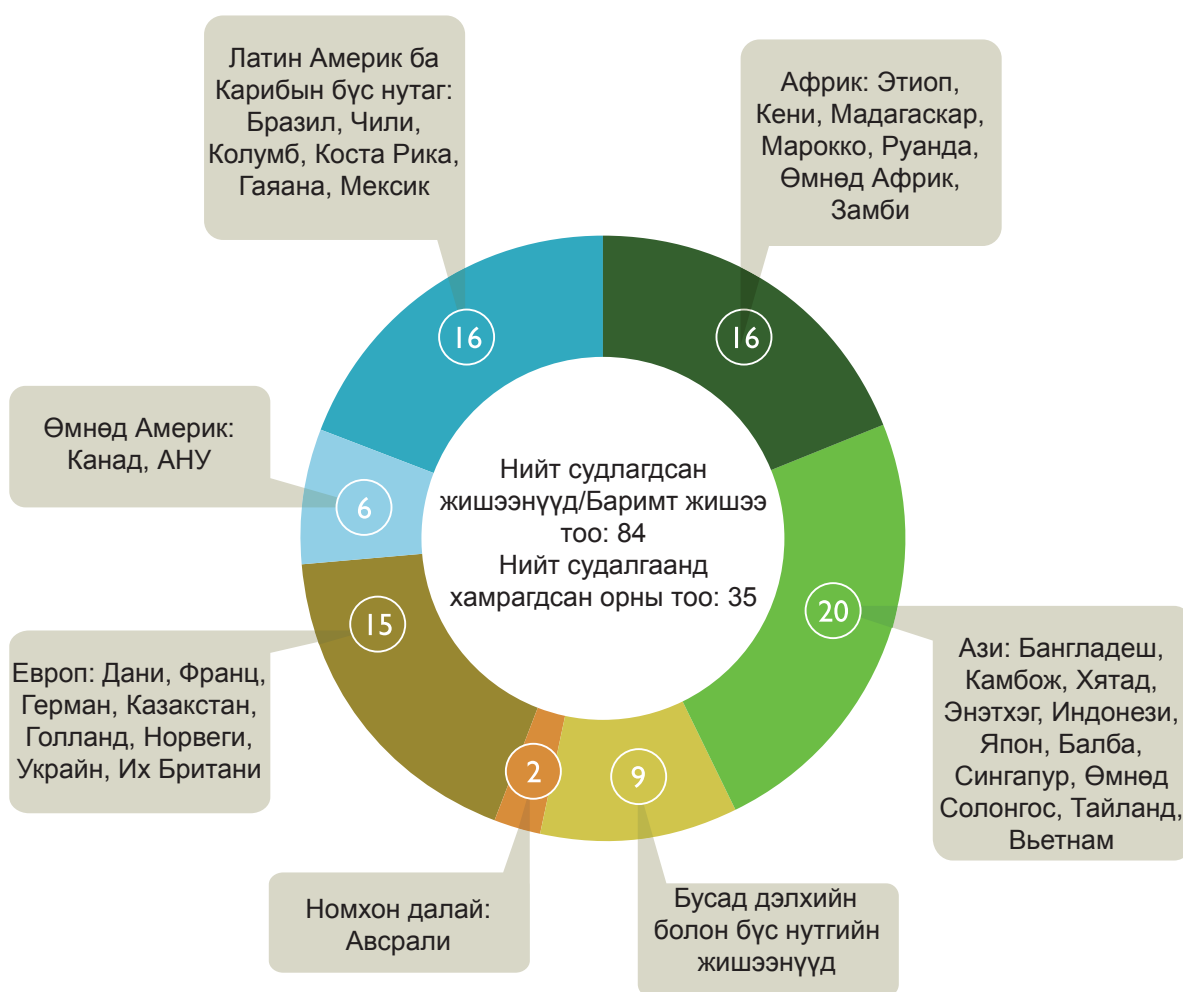 Латин Америк ба
Карибын бүс нутаг:
Бразил, Чили,
Колумб, Коста Рика,
Гаяана, Мексик
Африк: Этиоп,
Кени, Мадагаскар,
Марокко, Руанда,
Өмнөд Африк,
Замби
16
16
Өмнөд Америк:
Канад, АНУ
6
Нийт судлагдсан
жишээнүүд/Баримт жишээ
тоо: 84
Нийт судалгаанд
хамрагдсан орны тоо: 35
20
15
Европ: Дани, Франц,
Герман, Казакстан,
Голланд, Норвеги,
Украйн, Их Британи
Ази: Бангладеш,
Камбож, Хятад,
Энэтхэг, Индонези,
Япон, Балба,
Сингапур, Өмнөд
Солонгос, Тайланд,
Вьетнам
2
9
Номхон далай:
Авсрали
Бусад дэлхийн
болон бүс нутгийн
жишээнүүд